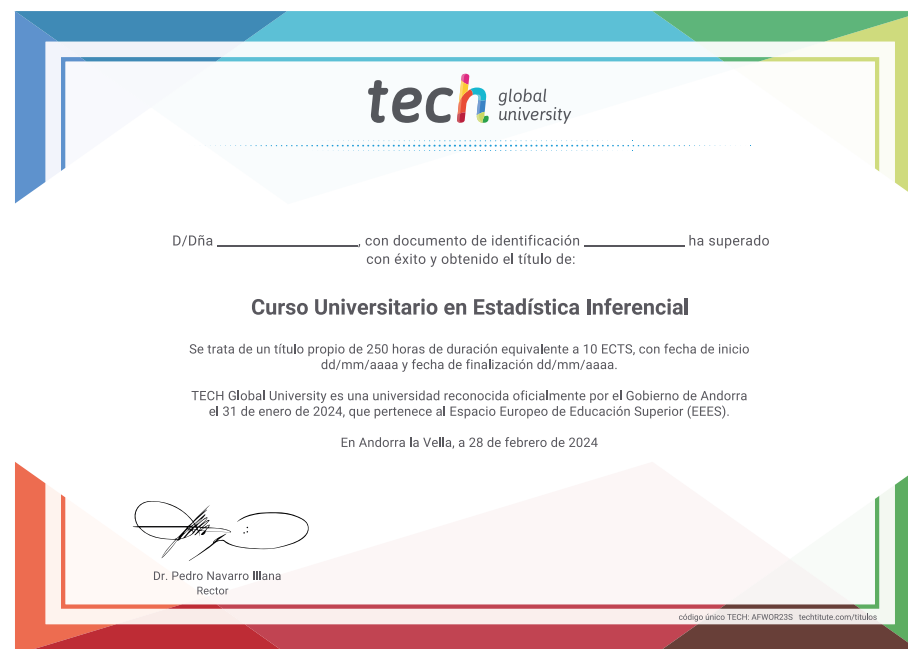 tech global
university
D/Dña ____________, con documento de identificación ____________ ha superado
con éxito y obtenido el título de:
Curso Universitario en Estadística Inferencial
Se trata de un título propio de 250 horas de duración equivalente a 10 ECTS, con fecha de inicio
dd/mm/aaaa y fecha de finalización dd/mm/aaaa.
TECH Global University es una universidad reconocida oficialmente por el Gobierno de Andorra
el 31 de enero de 2024, que pertenece al Espacio Europeo de Educación Superior (EEES).
En Andorra la Vella, a 28 de febrero de 2024
Dr. Pedro Navarro Illana
Rector
código único TECH: AFWOR23S techtitute.com/titulos